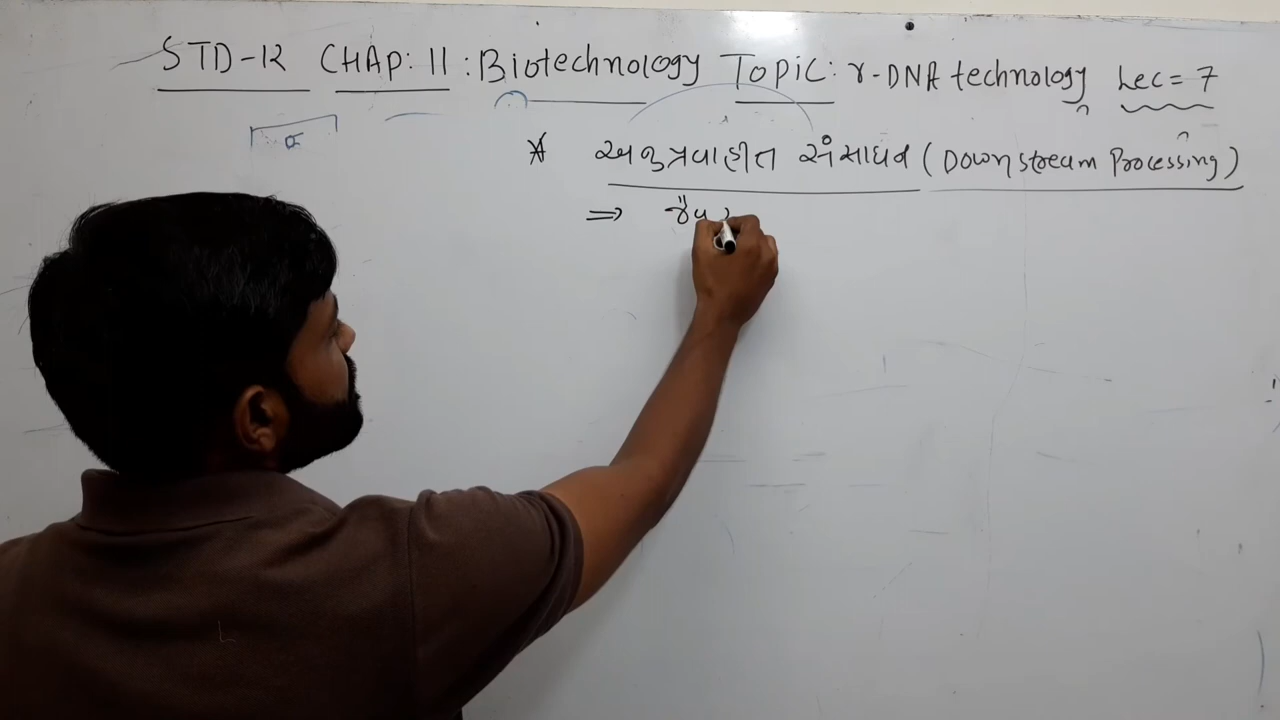 STD-12 CHAP: 11 : Biotechnology Topic: r-DNA technology Lec = 7
* અનુપ્રવાહીત સંસાધન (Downstream Processing)
⇒ જૈવ